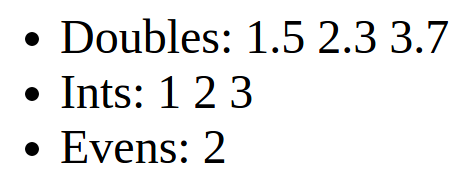 • Doubles: 1.5 2.3 3.7
• Ints: 1 2 3
• Evens: 2